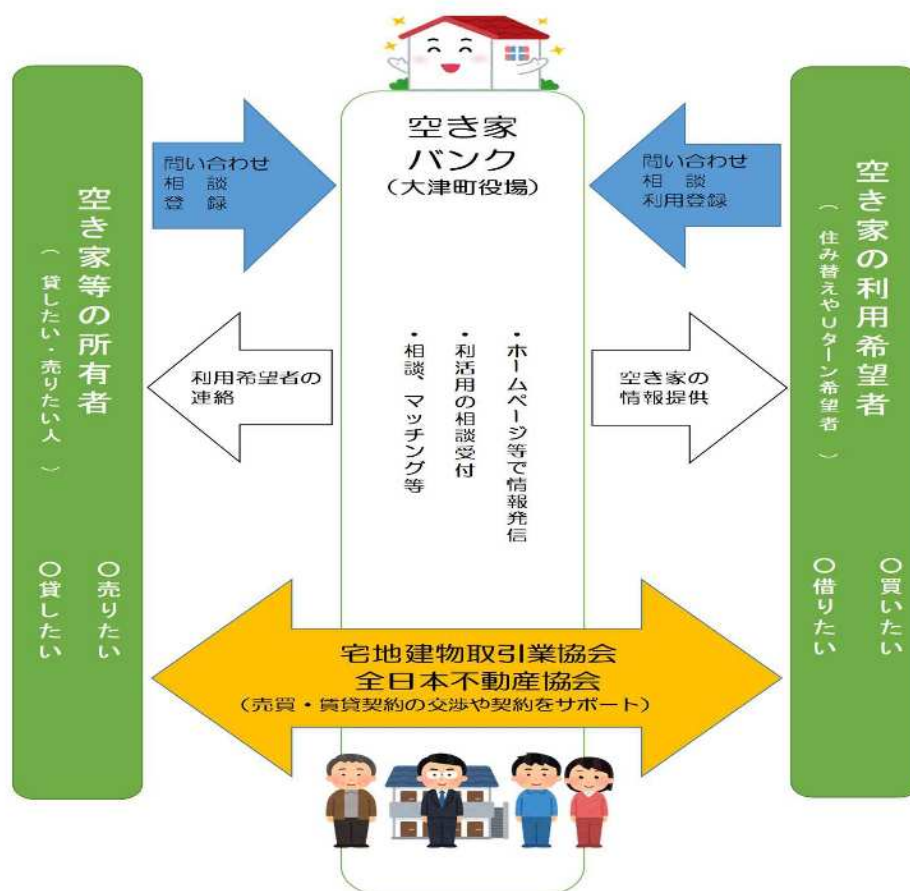 空き家
バンク
（大津町役場）
空き家等の所有者
（ 貸したい・売りたい人 ）
○売りたい
○貸したい
問い合わせ
相　談
登　録
問い合わせ
相　談
利用登録
空き家の利用希望者
（ 住み替えやUターン希望者 ）
○買いたい
○借りたい
利用希望者の
連絡
・ホームページ等で情報発信
・利活用の相談受付
・相談、マッチング等
空き家の
情報提供
宅地建物取引業協会
全日本不動産協会
（売買・賃貸契約の交渉や契約をサポート）